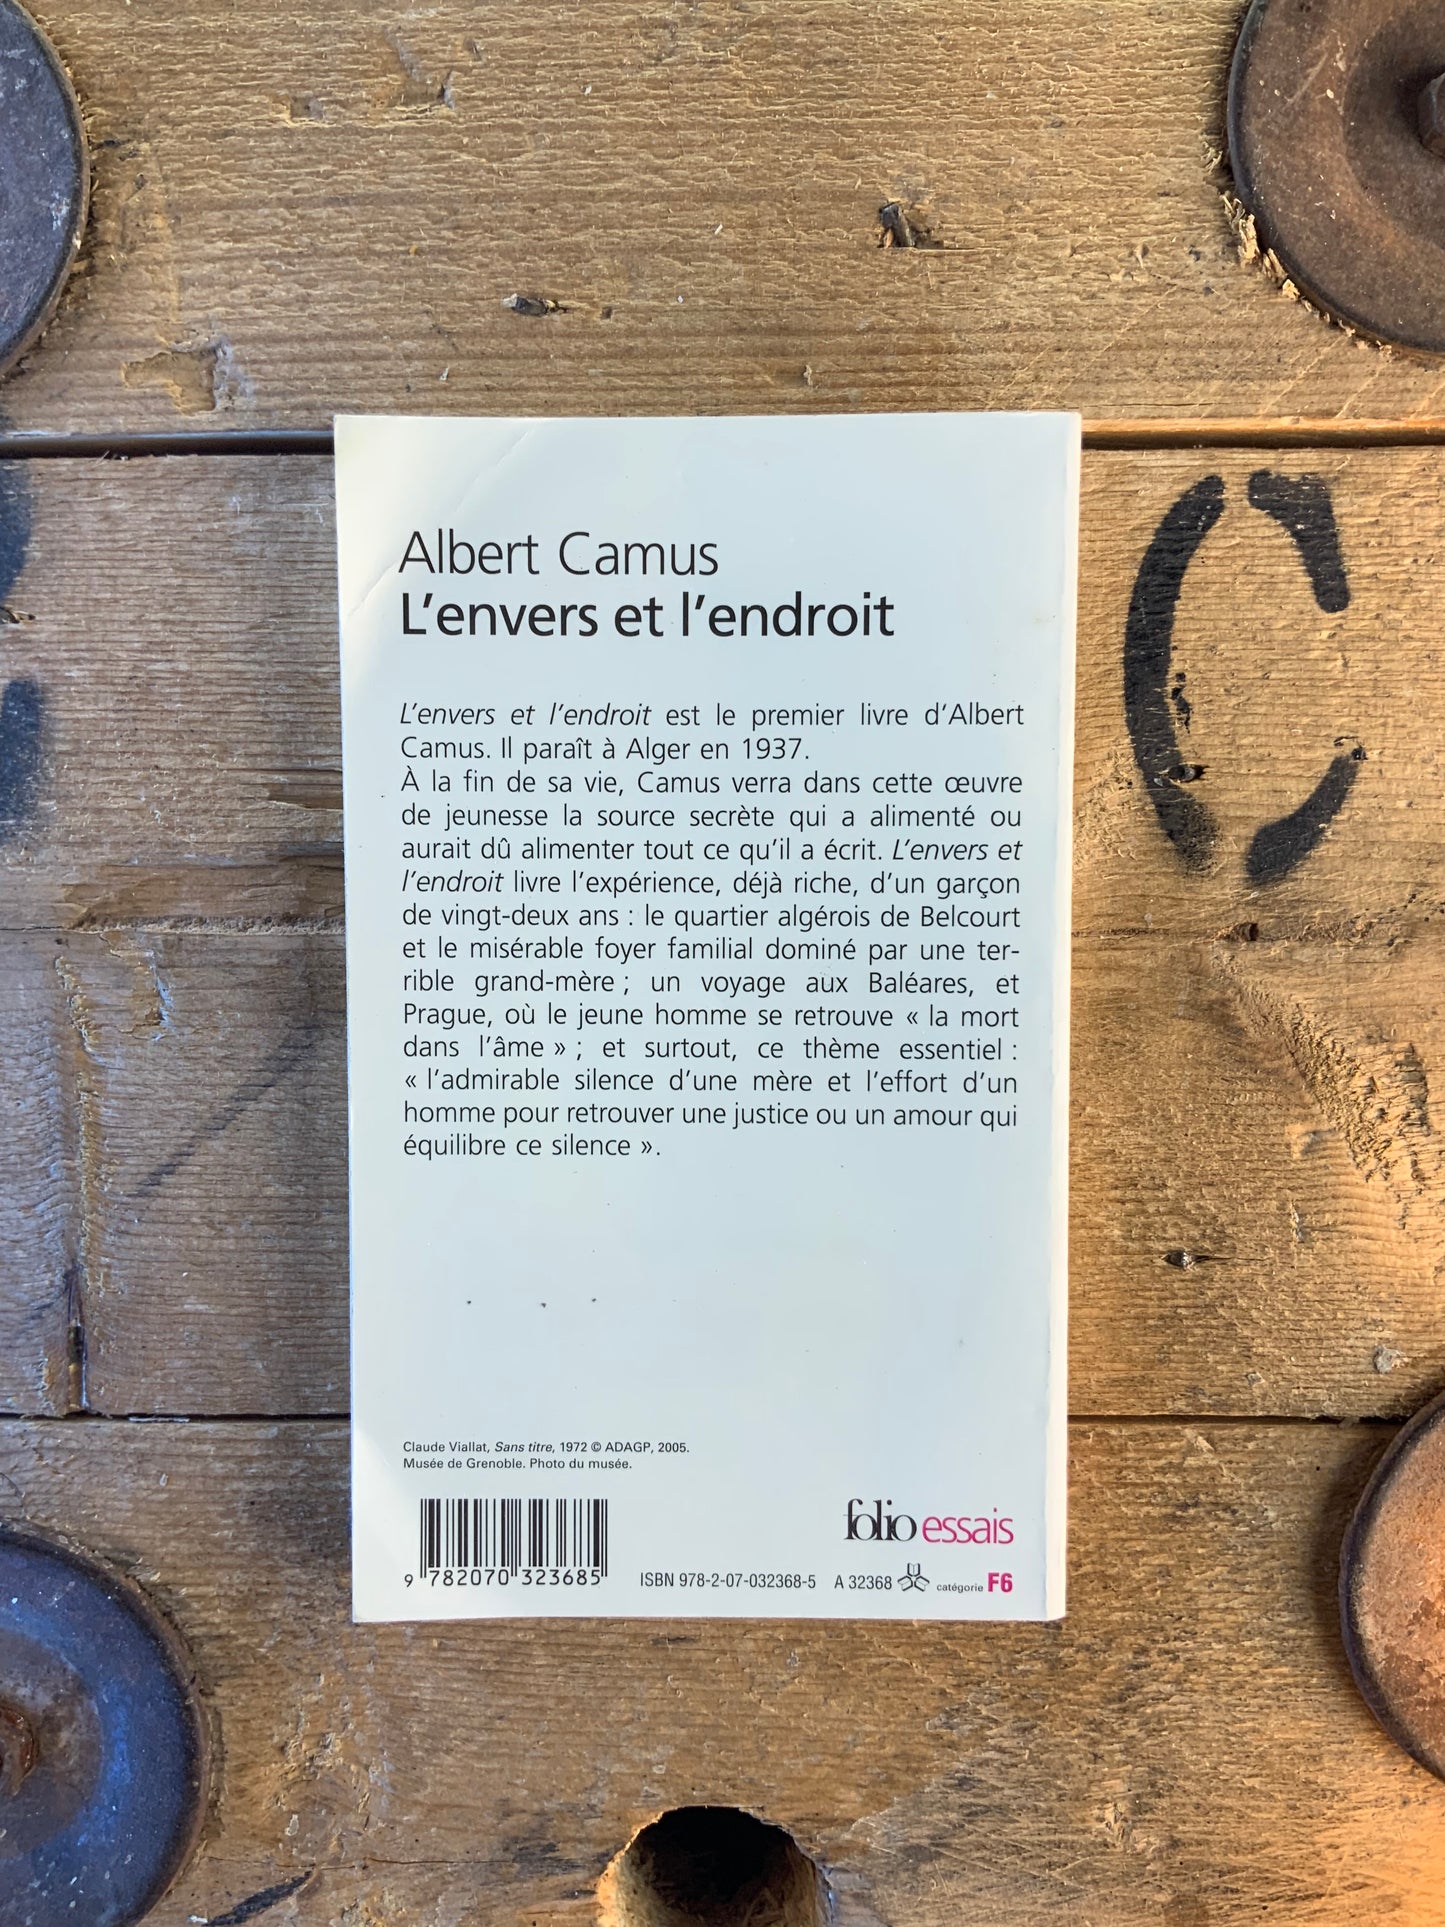 Albert Camus
L'envers et l'endroit
L'envers et l'endroit est le premier livre d'Albert
Camus. Il paraît à Alger en 1937.
À la fin de sa vie, Camus verra dans cette œuvre
de jeunesse la source secrète qui a alimenté ou
aurait dû alimenter tout ce qu'il a écrit. L'envers et
l'endroit livre l'expérience, déjà riche, d'un garçon
de vingt-deux ans : le quartier algérois de Belcourt
et le misérable foyer familial dominé par une ter-
rible grand-mère ; un voyage aux Baléares, et
Prague, où le jeune homme se retrouve « la mort
dans l'âme » ; et surtout, ce thème essentiel :
« l'admirable silence d'une mère et l'effort d'un
homme pour retrouver une justice ou un amour qui
équilibre ce silence ».
Claude Viallat, Sans titre, 1972 © ADAGP, 2005.
Musée de Grenoble. Photo du musée.
folio essais
9 782070 323685
ISBN 978-2-07-032368-5 A 32368 catégorie F6
C